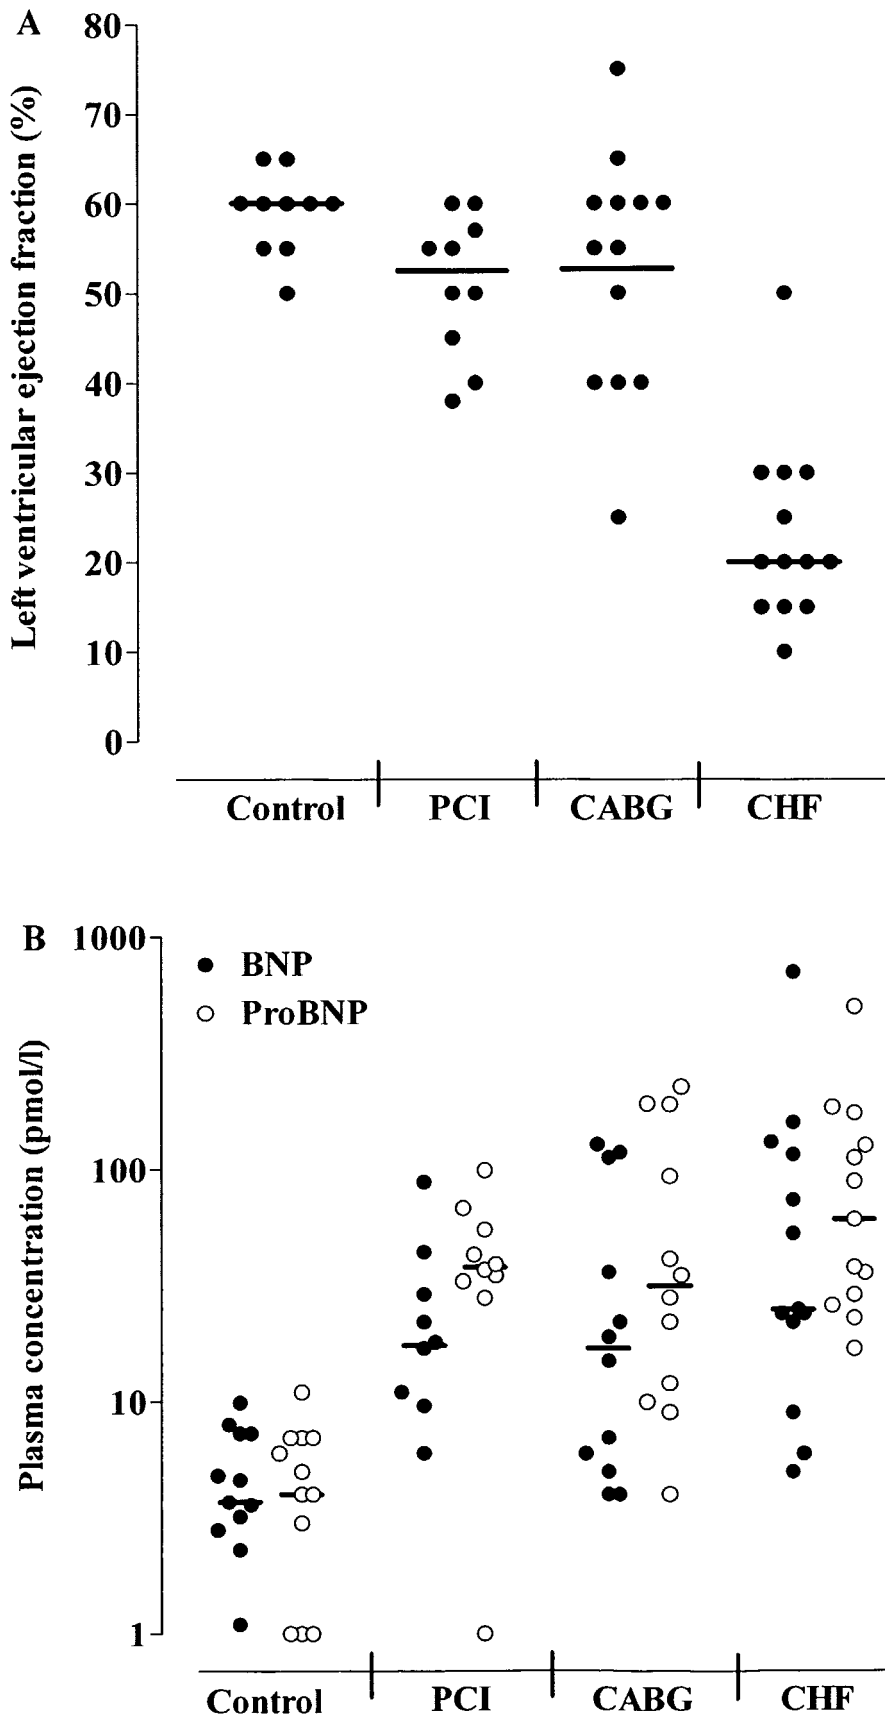 A
Left ventricular ejection fraction (%)
80
70
60
50
40
30
20
10
0
Control PCI CABG CHF
B
Plasma concentration (pmol/l)
1000
100
10
1
BNP
ProBNP
Control PCI CABG CHF